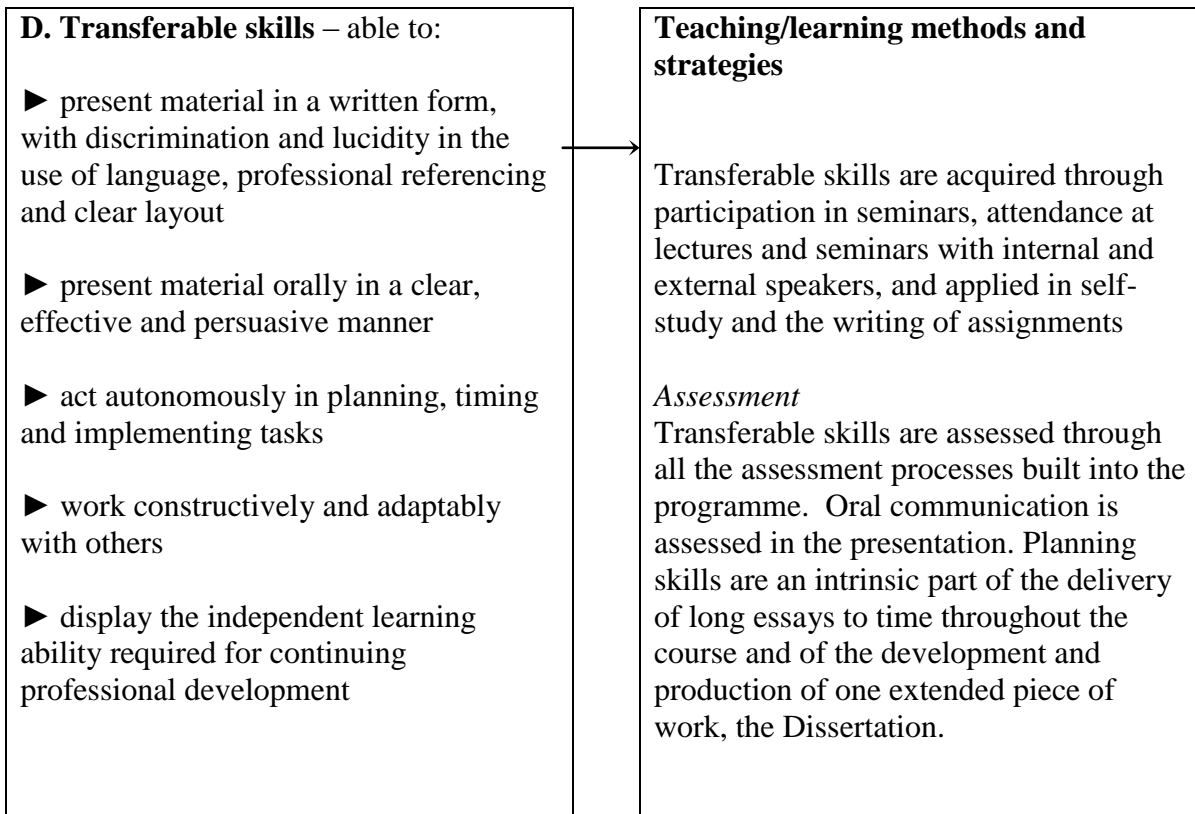 D. Transferable skills – able to:
► present material in a written form,
with discrimination and lucidity in the
use of language, professional referencing
and clear layout
► present material orally in a clear,
effective and persuasive manner
► act autonomously in planning, timing
and implementing tasks
► work constructively and adaptably
with others
► display the independent learning
ability required for continuing
professional development
Teaching/learning methods and
strategies
Transferable skills are acquired through
participation in seminars, attendance at
lectures and seminars with internal and
external speakers, and applied in self-
study and the writing of assignments
Assessment
Transferable skills are assessed through
all the assessment processes built into the
programme.  Oral communication is
assessed in the presentation. Planning
skills are an intrinsic part of the delivery
of long essays to time throughout the
course and of the development and
production of one extended piece of
work, the Dissertation.